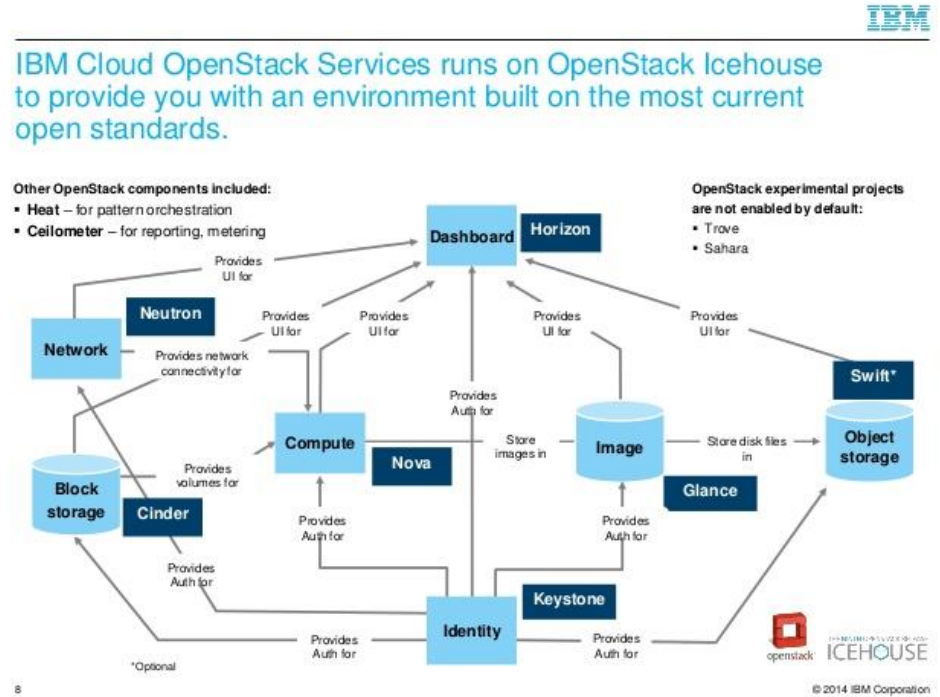 IBM
IBM Cloud OpenStack Services runs on OpenStack Icehouse
to provide you with an environment built on the most current
open standards.
Other OpenStack components included:
▪ Heat – for pattern orchestration
▪ Ceilometer – for reporting, metering
OpenStack experimental projects
are not enabled by default:
▪ Trove
▪ Sahara
Dashboard
Horizon
Provides
UI for
Neutron
Network
Provides
UI for
Provides
UI for
Provides
UI for
Provides
UI for
Provides network
connectivity for
Swift*
Provides
Auth for
Compute
Nova
Store
images in
Image
Glance
Store disk files
in
Object
storage
Block
storage
Cinder
Provides
volumes for
Provides
Auth for
Provides
Auth for
Provides
Auth for
Keystone
Identity
Provides
Auth for
Provides
Auth for
*Optional
openstack
ICEHOUSE
8
© 2014 IBM Corporation